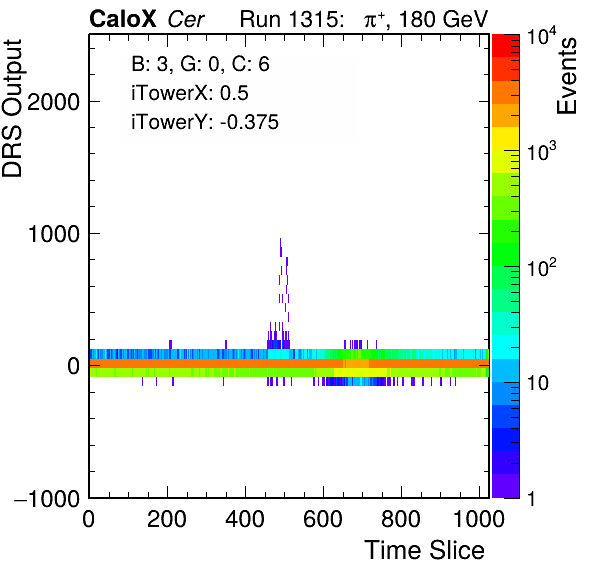 CaloX Cer Run 1315: π⁺, 180 GeV
B: 3, G: 0, C: 6
iTowerX: 0.5
iTowerY: -0.375
DRS Output
2000
1000
0
−1000
0 200 400 600 800 1000
Time Slice
Events
10⁴
10³
10²
10
1